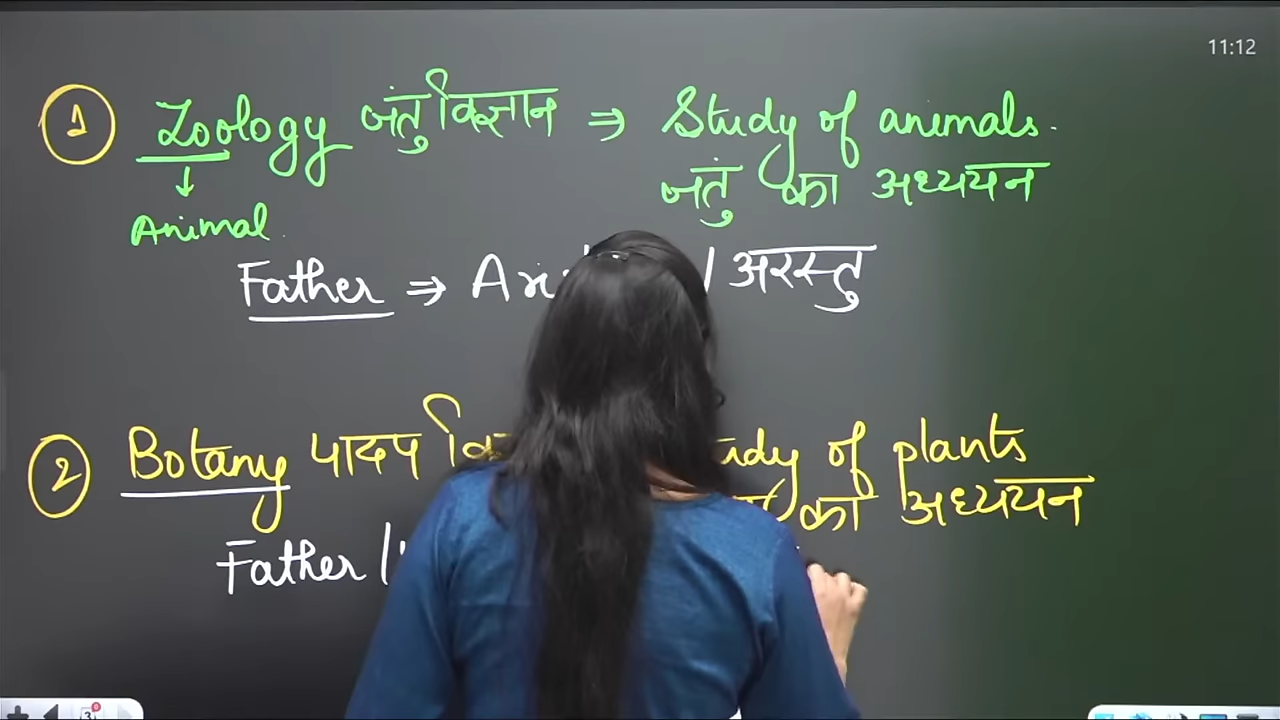 11:12
1 Zoology जंतु विज्ञान ⇒ Study of animals.
जंतु का अध्ययन
↓
Animal.
Father ⇒ / अरस्तु
2 Botany पादप of plants
का अध्ययन
Father /
3